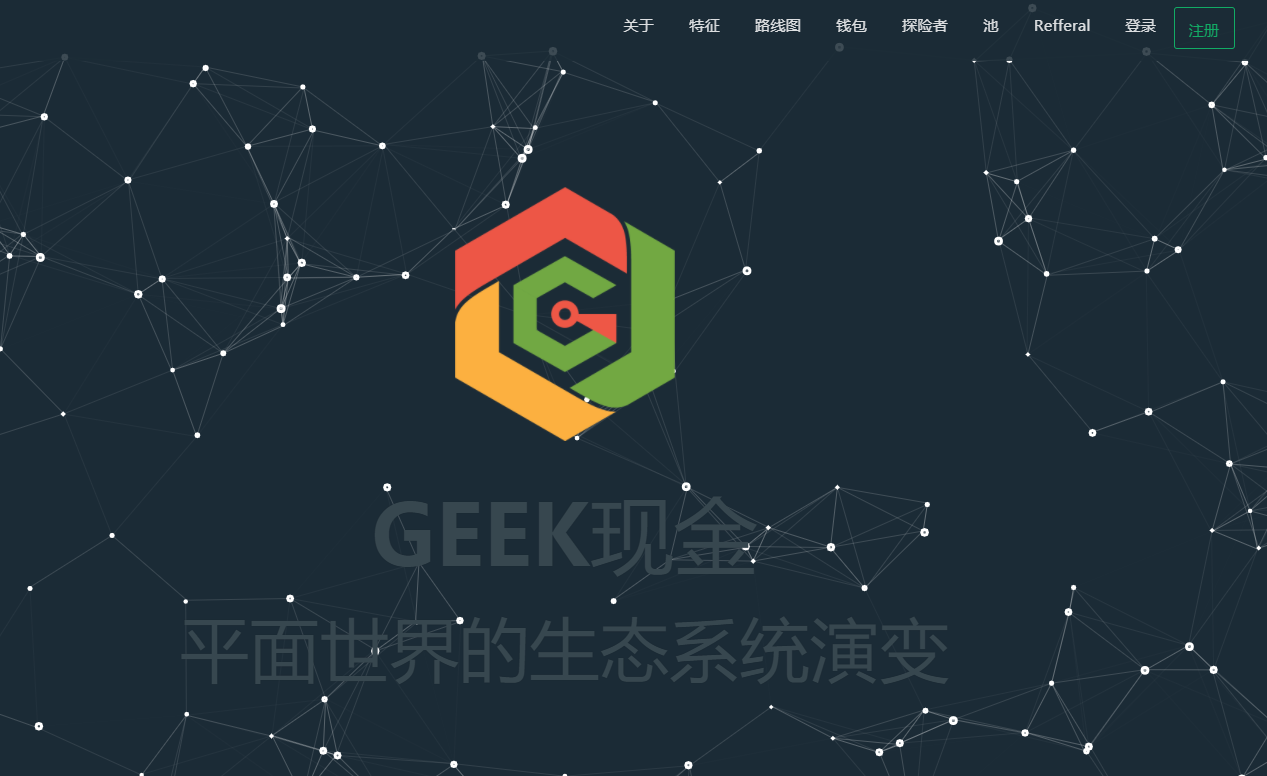 关于 特征 路线图 钱包 探险者 池 Refferal 登录 注册
GEEK现金
平面世界的生态系统演变